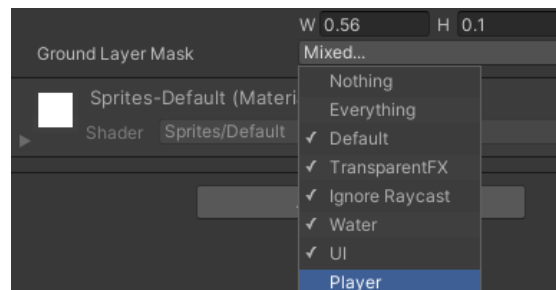 W 0.56 H 0.1
Ground Layer Mask Mixed...
Nothing
Sprites-Default (Materi
Everything
Shader Sprites/Default
Default
TransparentFX
Ignore Raycast
Water
UI
Player